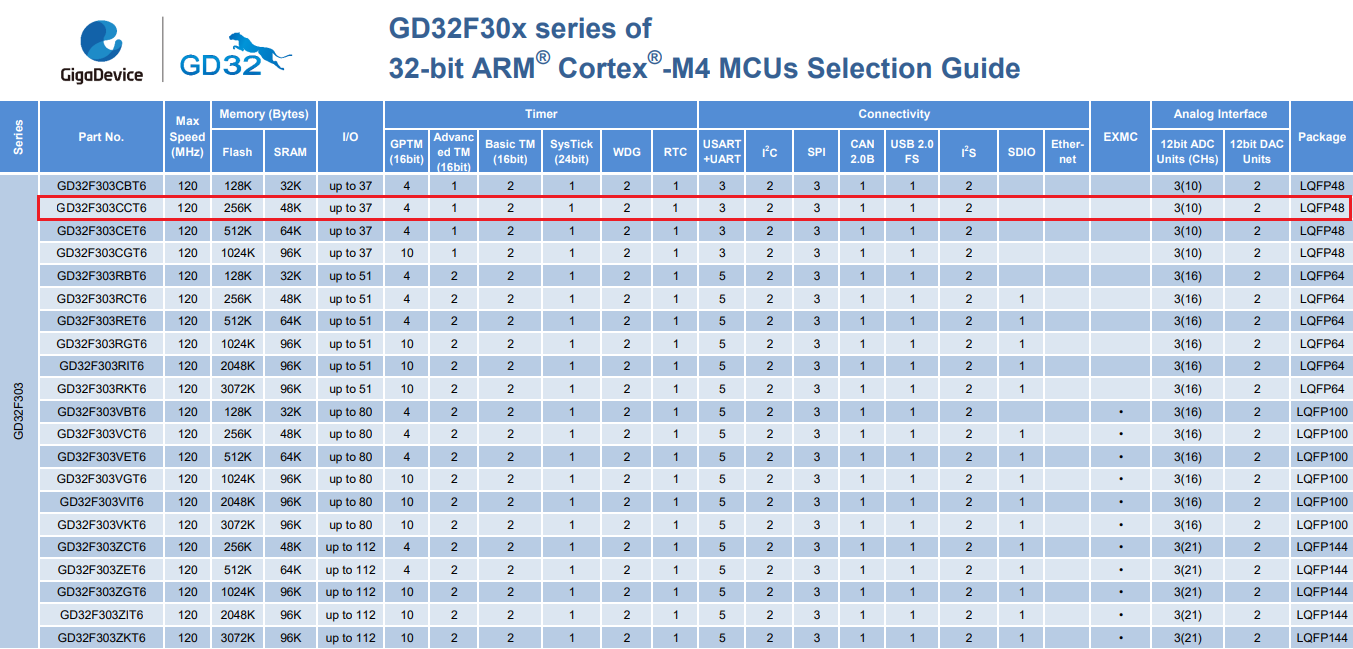 GigaDevice
GD32
GD32F30x series of
32-bit ARM® Cortex®-M4 MCUs Selection Guide
Series Part No. Max Speed (MHz) Memory (Bytes) I/O Timer Connectivity EXMC Analog Interface Package
Flash SRAM GPTM (16bit) Advanced TM (16bit) Basic TM (16bit) SysTick (24bit) WDG RTC USART +UART I²C SPI CAN 2.0B USB 2.0 FS I²S SDIO Ether-net 12bit ADC Units (CHs) 12bit DAC Units
GD32F303
GD32F303CBT6 120 128K 32K up to 37 4 1 2 1 2 1 3 2 3 1 1 2 3(10) 2 LQFP48
GD32F303CCT6 120 256K 48K up to 37 4 1 2 1 2 1 3 2 3 1 1 2 3(10) 2 LQFP48
GD32F303CET6 120 512K 64K up to 37 4 1 2 1 2 1 3 2 3 1 1 2 3(10) 2 LQFP48
GD32F303CGT6 120 1024K 96K up to 37 10 1 2 1 2 1 3 2 3 1 1 2 3(10) 2 LQFP48
GD32F303RBT6 120 128K 32K up to 51 4 2 2 1 2 1 5 2 3 1 1 2 3(16) 2 LQFP64
GD32F303RCT6 120 256K 48K up to 51 4 2 2 1 2 1 5 2 3 1 1 2 1 3(16) 2 LQFP64
GD32F303RET6 120 512K 64K up to 51 4 2 2 1 2 1 5 2 3 1 1 2 1 3(16) 2 LQFP64
GD32F303RGT6 120 1024K 96K up to 51 10 2 2 1 2 1 5 2 3 1 1 2 1 3(16) 2 LQFP64
GD32F303RIT6 120 2048K 96K up to 51 10 2 2 1 2 1 5 2 3 1 1 2 1 3(16) 2 LQFP64
GD32F303RKT6 120 3072K 96K up to 51 10 2 2 1 2 1 5 2 3 1 1 2 1 3(16) 2 LQFP64
GD32F303VBT6 120 128K 32K up to 80 4 2 2 1 2 1 5 2 3 1 1 2 • 3(16) 2 LQFP100
GD32F303VCT6 120 256K 48K up to 80 4 2 2 1 2 1 5 2 3 1 1 2 1 • 3(16) 2 LQFP100
GD32F303VET6 120 512K 64K up to 80 4 2 2 1 2 1 5 2 3 1 1 2 1 • 3(16) 2 LQFP100
GD32F303VGT6 120 1024K 96K up to 80 10 2 2 1 2 1 5 2 3 1 1 2 1 • 3(16) 2 LQFP100
GD32F303VIT6 120 2048K 96K up to 80 10 2 2 1 2 1 5 2 3 1 1 2 1 • 3(16) 2 LQFP100
GD32F303VKT6 120 3072K 96K up to 80 10 2 2 1 2 1 5 2 3 1 1 2 1 • 3(16) 2 LQFP100
GD32F303ZCT6 120 256K 48K up to 112 4 2 2 1 2 1 5 2 3 1 1 2 1 • 3(21) 2 LQFP144
GD32F303ZET6 120 512K 64K up to 112 4 2 2 1 2 1 5 2 3 1 1 2 1 • 3(21) 2 LQFP144
GD32F303ZGT6 120 1024K 96K up to 112 10 2 2 1 2 1 5 2 3 1 1 2 1 • 3(21) 2 LQFP144
GD32F303ZIT6 120 2048K 96K up to 112 10 2 2 1 2 1 5 2 3 1 1 2 1 • 3(21) 2 LQFP144
GD32F303ZKT6 120 3072K 96K up to 112 10 2 2 1 2 1 5 2 3 1 1 2 1 • 3(21) 2 LQFP144